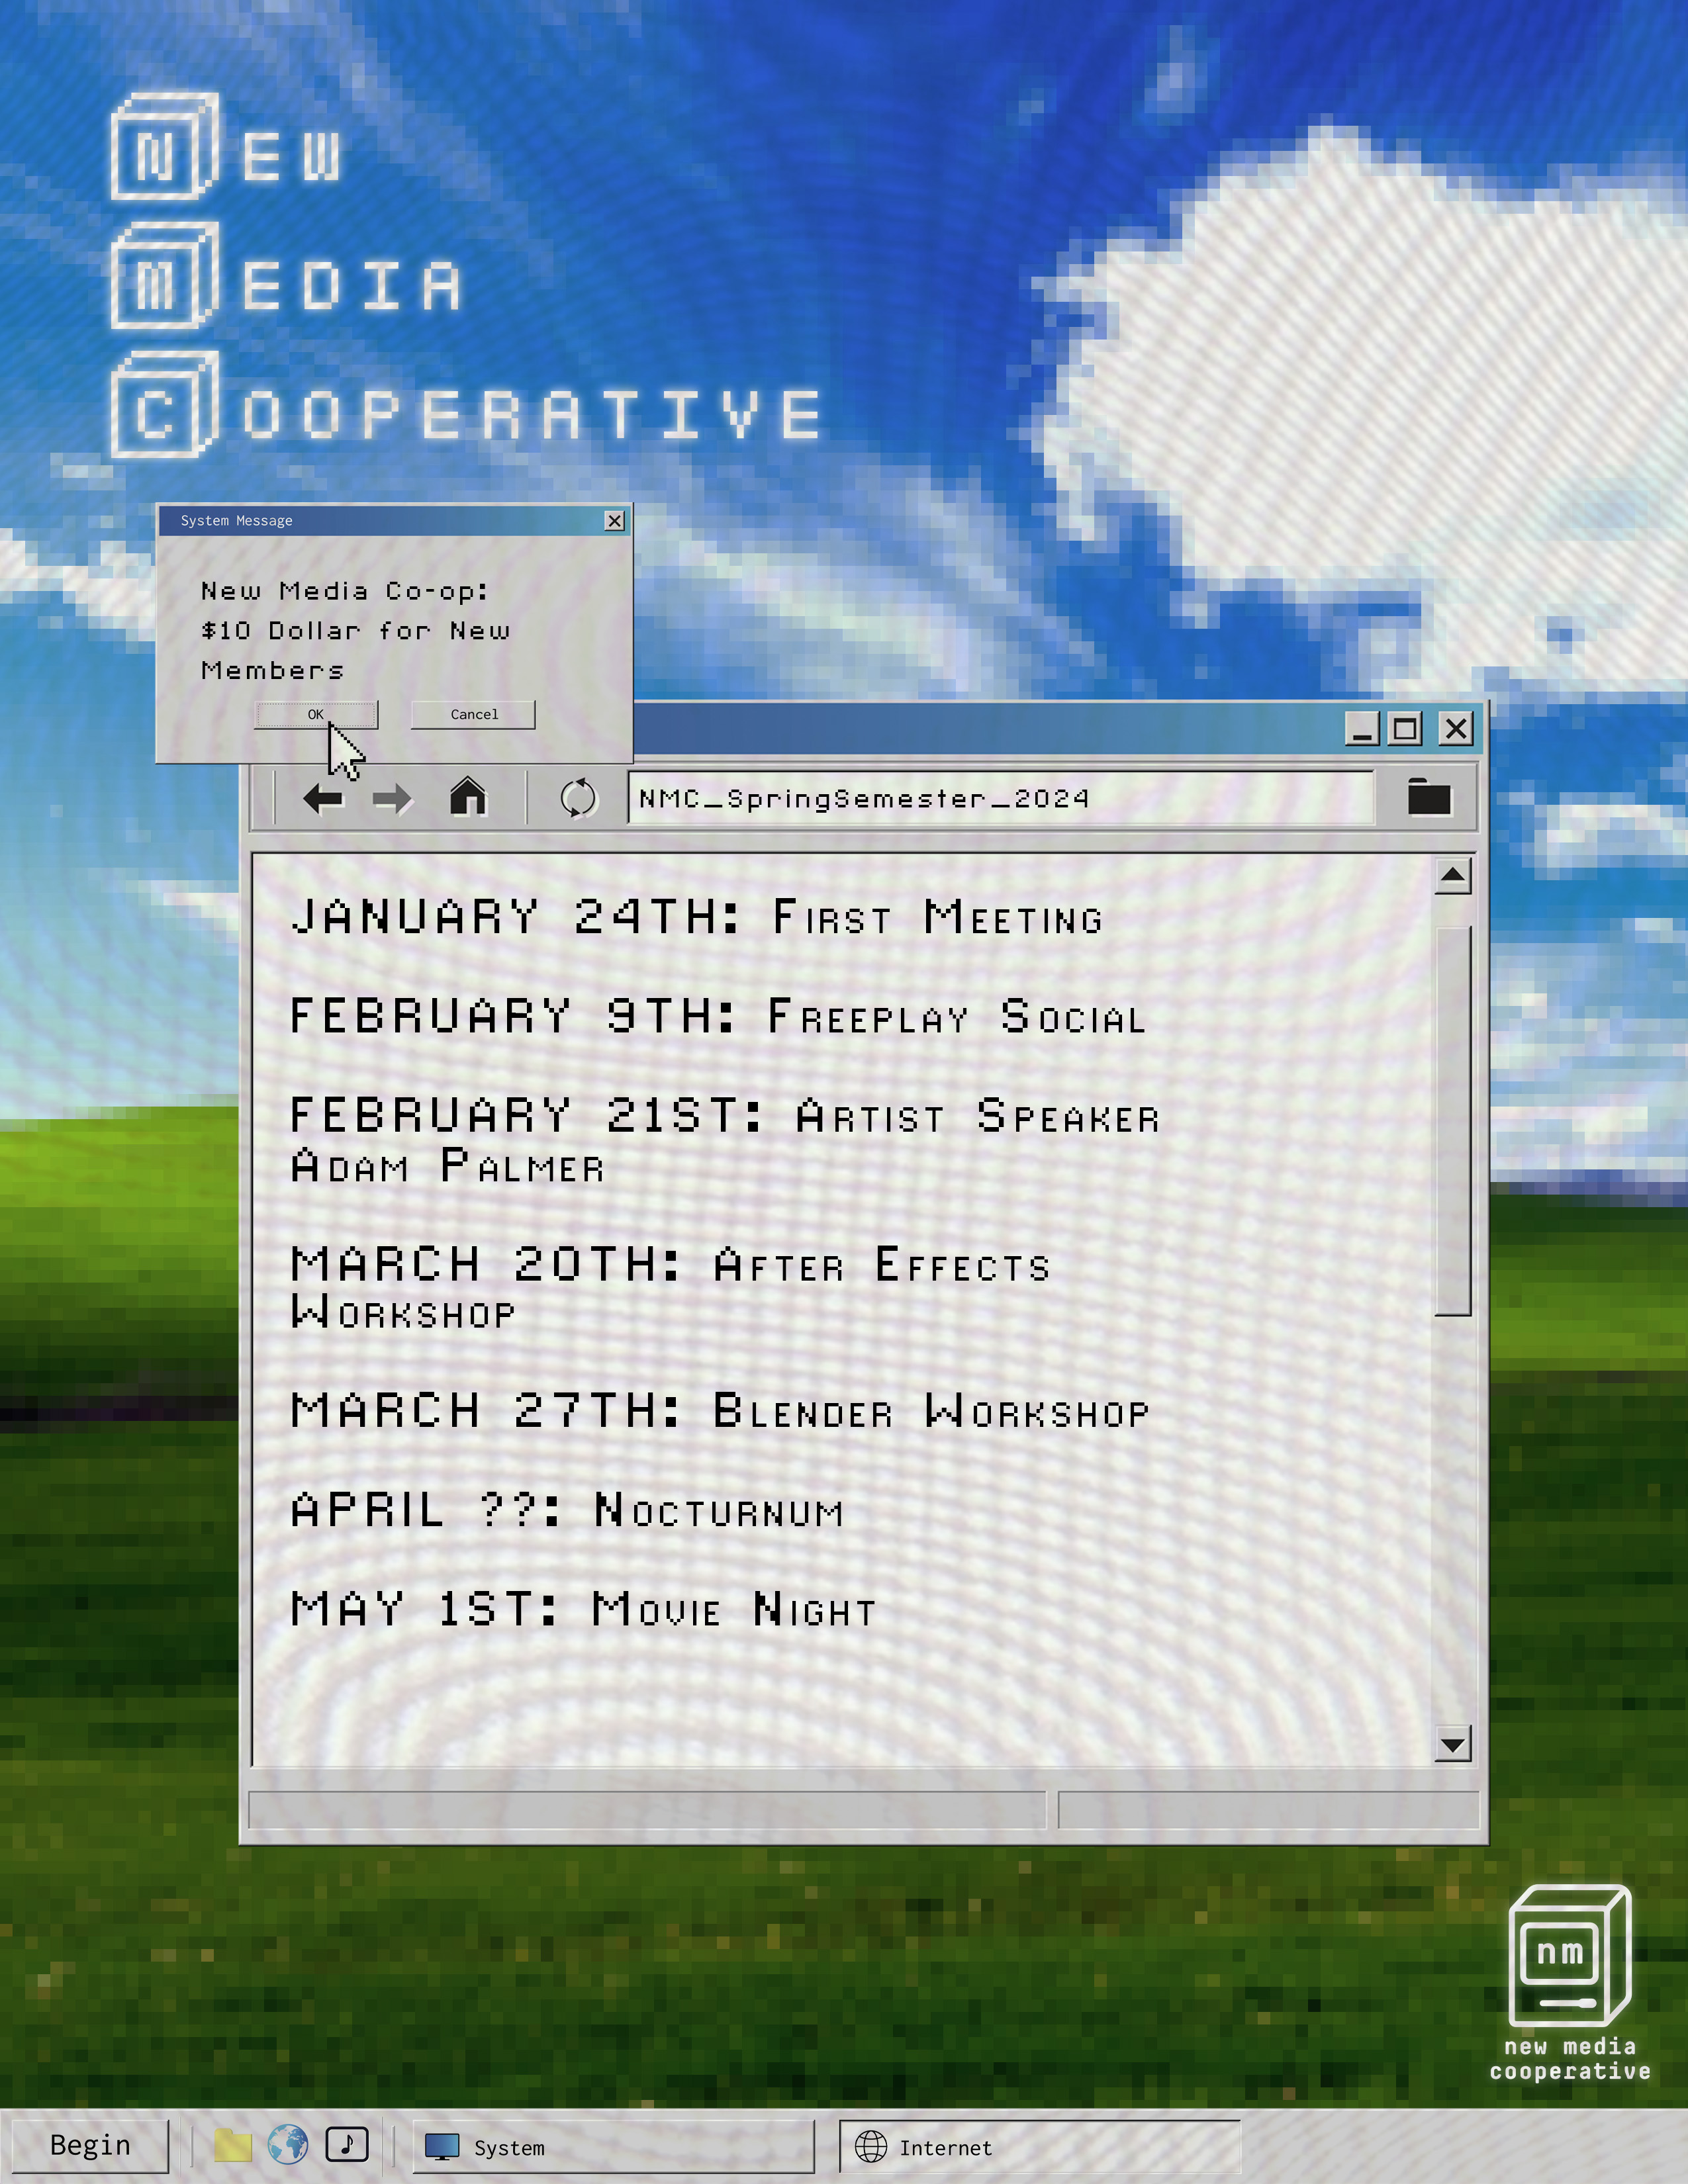 NEW
MEDIA
COOPERATIVE
System Message
New Media Co-op:
$10 Dollar for New
Members
OK Cancel
NMC_SpringSemester_2024
JANUARY 24TH: First Meeting
FEBRUARY 9TH: Freeplay Social
FEBRUARY 21ST: Artist Speaker
Adam Palmer
MARCH 20TH: After Effects
Workshop
MARCH 27TH: Blender Workshop
APRIL ??: Nocturnum
MAY 1ST: Movie Night
nm
new media
cooperative
Begin System Internet